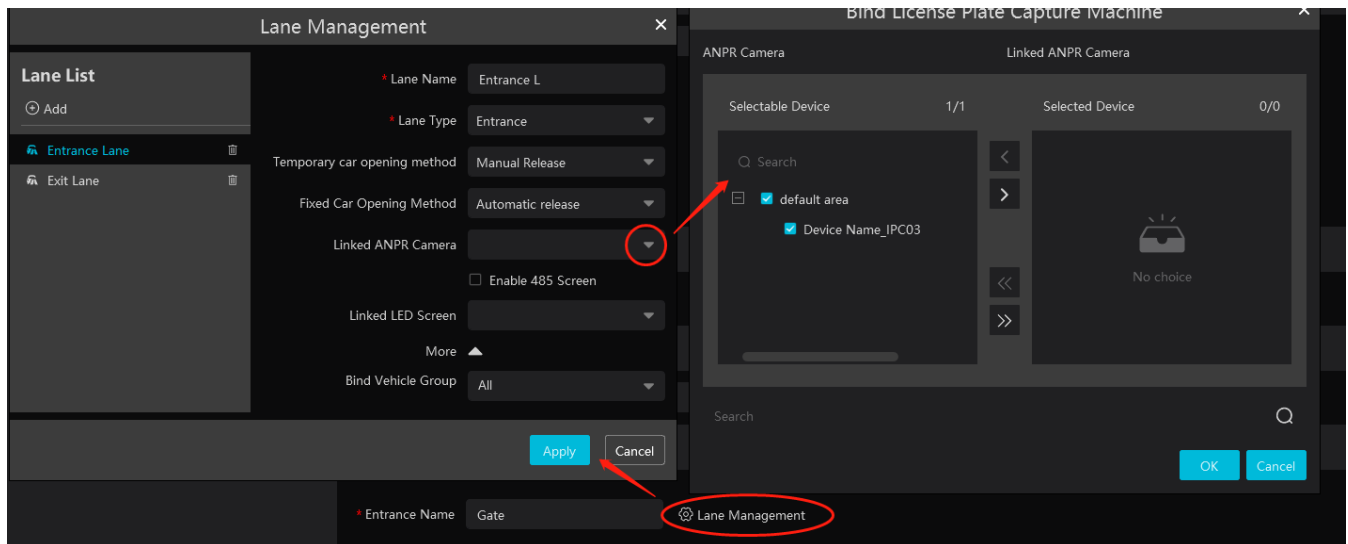 Lane Management
Lane List
Add
Entrance Lane
Exit Lane
* Lane Name Entrance L
* Lane Type Entrance
Temporary car opening method Manual Release
Fixed Car Opening Method Automatic release
Linked ANPR Camera
Enable 485 Screen
Linked LED Screen
More
Bind Vehicle Group All
Apply Cancel
* Entrance Name Gate Lane Management
Bind License Plate Capture Machine
ANPR Camera Linked ANPR Camera
Selectable Device 1/1 Selected Device 0/0
Search
default area
Device Name_IPC03
No choice
Search
OK Cancel